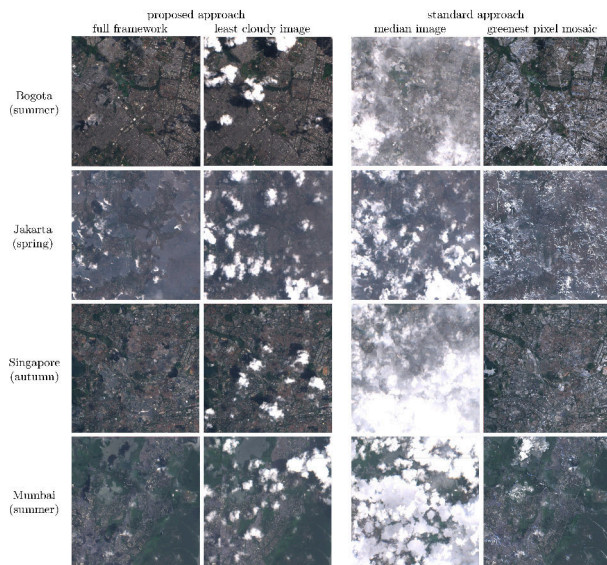 proposed approach
standard approach
full framework
least cloudy image
median image
greenest pixel mosaic
Bogota
(summer)
Jakarta
(spring)
Singapore
(autumn)
Mumbai
(summer)